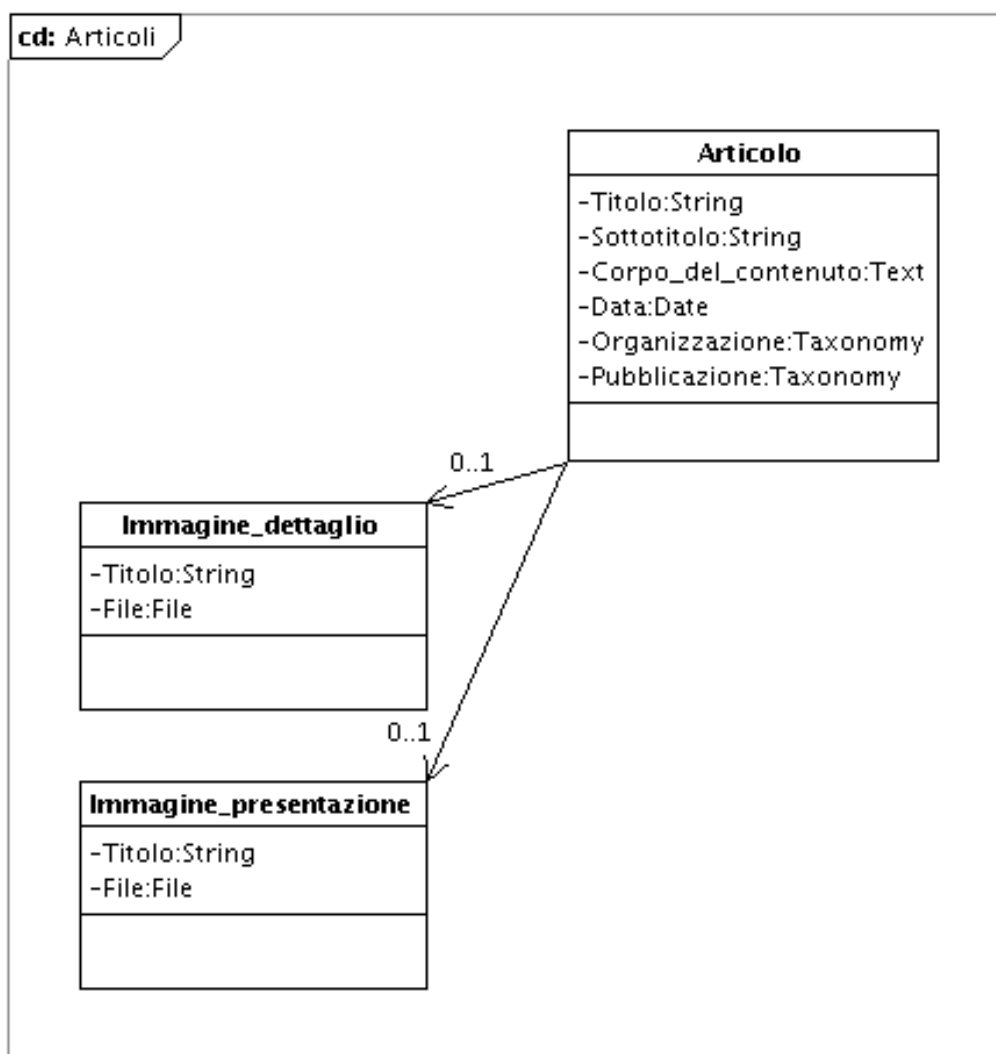 cd: Articoli
Articolo
-Titolo:String
-Sottotitolo:String
-Corpo_del_contenuto:Text
-Data:Date
-Organizzazione:Taxonomy
-Pubblicazione:Taxonomy
0..1
Immagine_dettaglio
-Titolo:String
-File:File
0..1
Immagine_presentazione
-Titolo:String
-File:File